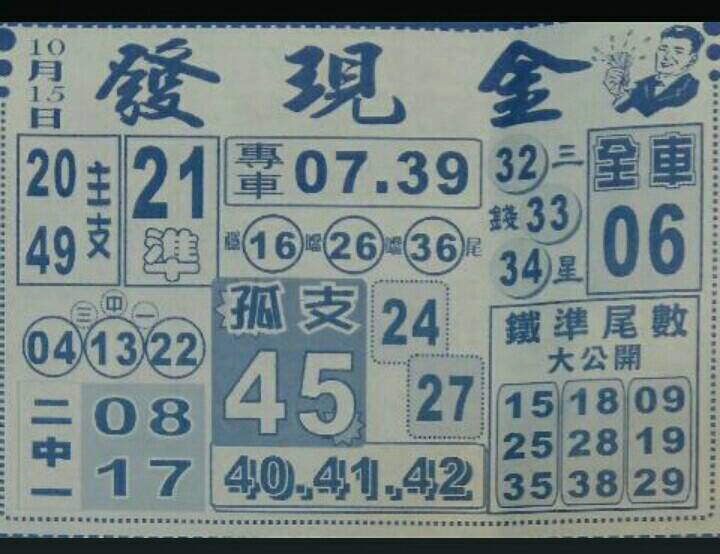 10月15日
發現金
20
49
主支
21
準
專車
07.39
16 26 36 尾
32 三
錢 33
34 星
全車
06
三中一
04 13 22
孤支
45
24
27
鐵準尾數
大公開
15 18 09
25 28 19
35 38 29
二中一
08
17
40.41.42